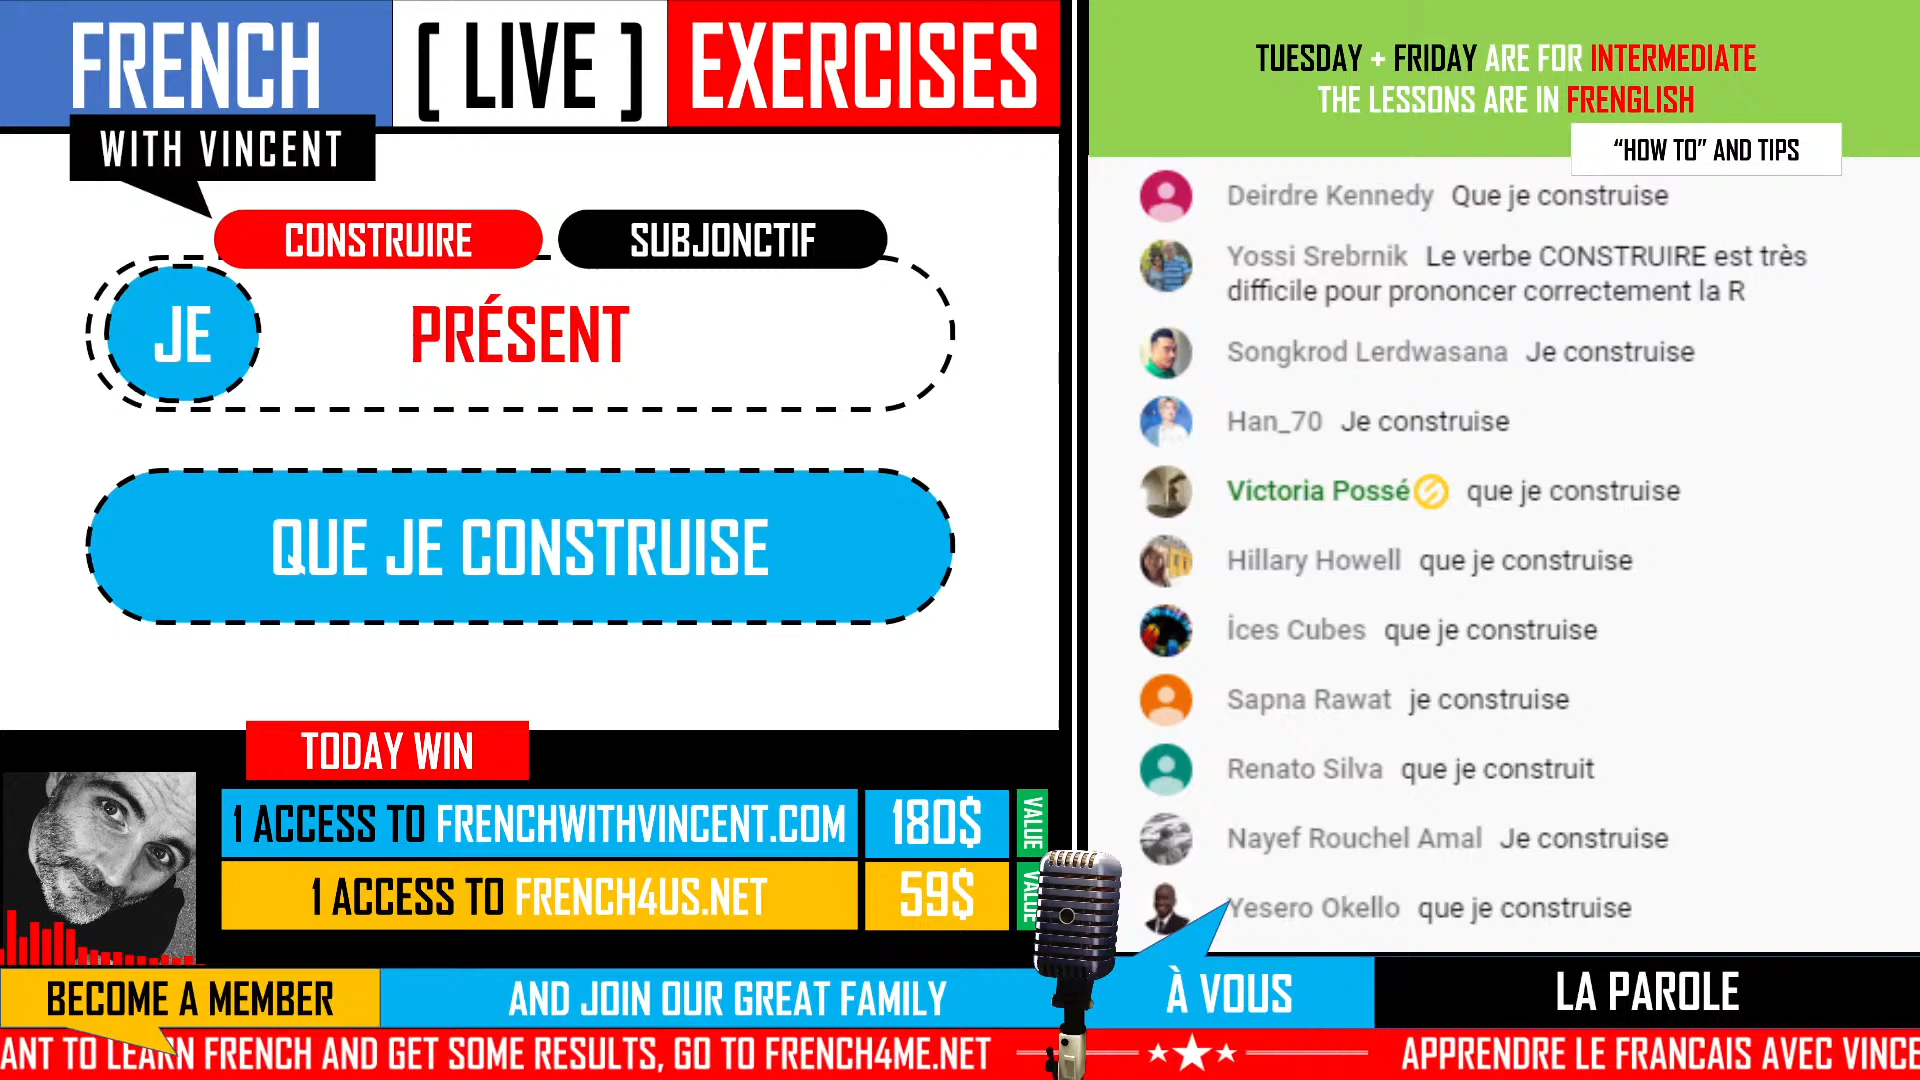 FRENCH
[ LIVE ]
EXERCISES
WITH VINCENT
CONSTRUIRE
SUBJONCTIF
JE
PRÉSENT
QUE JE CONSTRUISE
TODAY WIN
1 ACCESS TO FRENCHWITHVINCENT.COM
180$
VALUE
1 ACCESS TO FRENCH4US.NET
59$
VALUE
BECOME A MEMBER
AND JOIN OUR GREAT FAMILY
TUESDAY + FRIDAY ARE FOR INTERMEDIATE
THE LESSONS ARE IN FRENGLISH
“HOW TO” AND TIPS
Deirdre Kennedy Que je construise
Yossi Srebrnik Le verbe CONSTRUIRE est très
difficile pour prononcer correctement la R
Songkrod Lerdwasana Je construise
Han_70 Je construise
Victoria Possé que je construise
Hillary Howell que je construise
İces Cubes que je construise
Sapna Rawat je construise
Renato Silva que je construit
Nayef Rouchel Amal Je construise
Yesero Okello que je construise
À VOUS
LA PAROLE
ANT TO LEARN FRENCH AND GET SOME RESULTS, GO TO FRENCH4ME.NET
APPRENDRE LE FRANCAIS AVEC VINCE